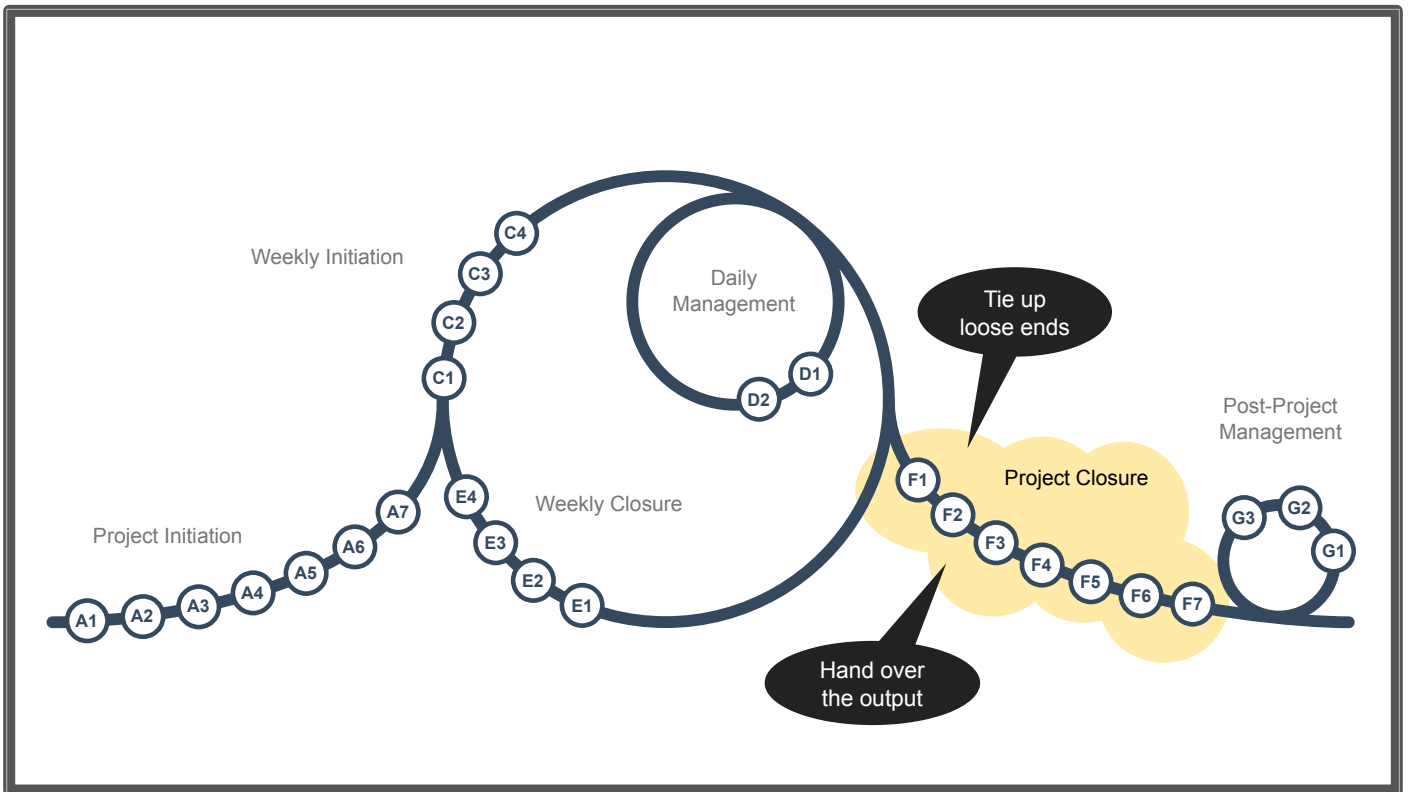 C4
Weekly Initiation
C3
Daily
Management
Tie up
loose ends
C2
C1
D1
D2
Post-Project
Management
Project Closure
F1
E4
Weekly Closure
A7
F2
G3
G2
G1
Project Initiation
A6
E3
F3
A5
E2
F4
A4
F5
A3
E1
F6
F7
A2
A1
Hand over
the output